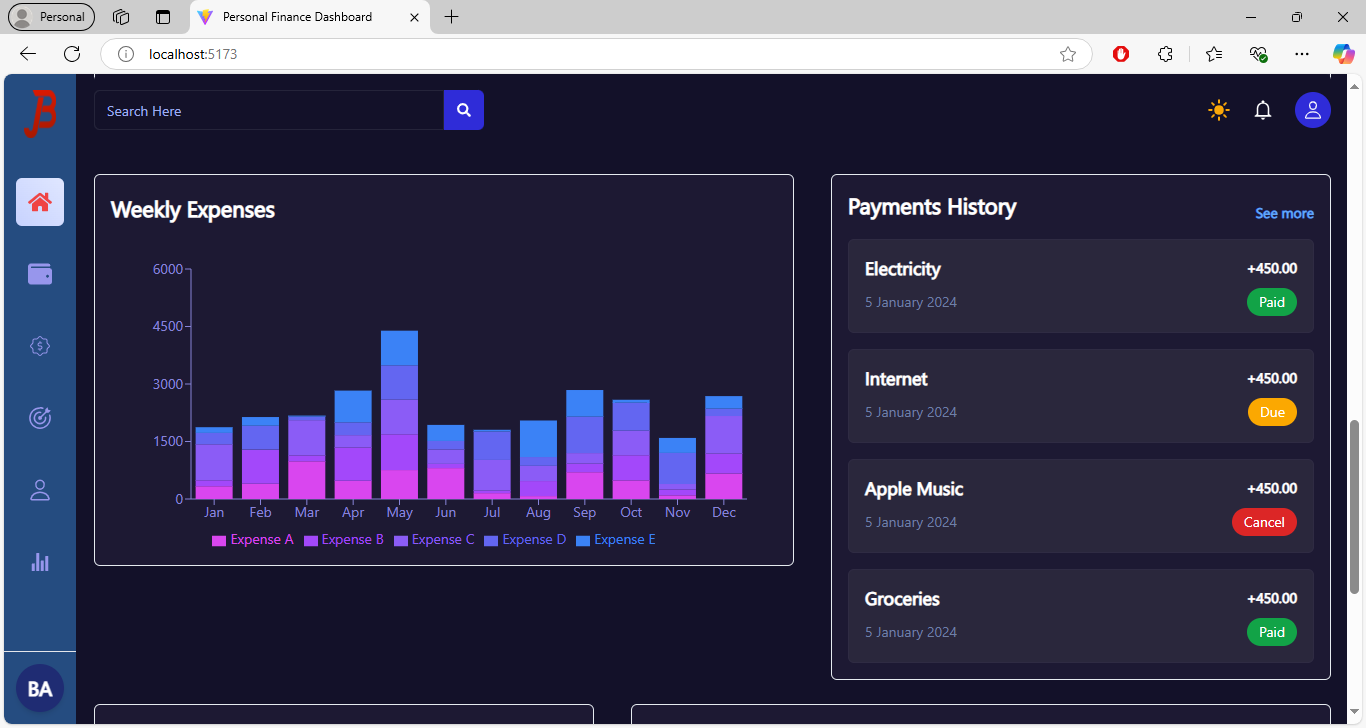 Personal
Personal Finance Dashboard
localhost:5173
B
Search Here
Weekly Expenses
6000
4500
3000
1500
0
Jan Feb Mar Apr May Jun Jul Aug Sep Oct Nov Dec
Expense A Expense B Expense C Expense D Expense E
Payments History
See more
Electricity +450.00
5 January 2024 Paid
Internet +450.00
5 January 2024 Due
Apple Music +450.00
5 January 2024 Cancel
Groceries +450.00
5 January 2024 Paid
BA